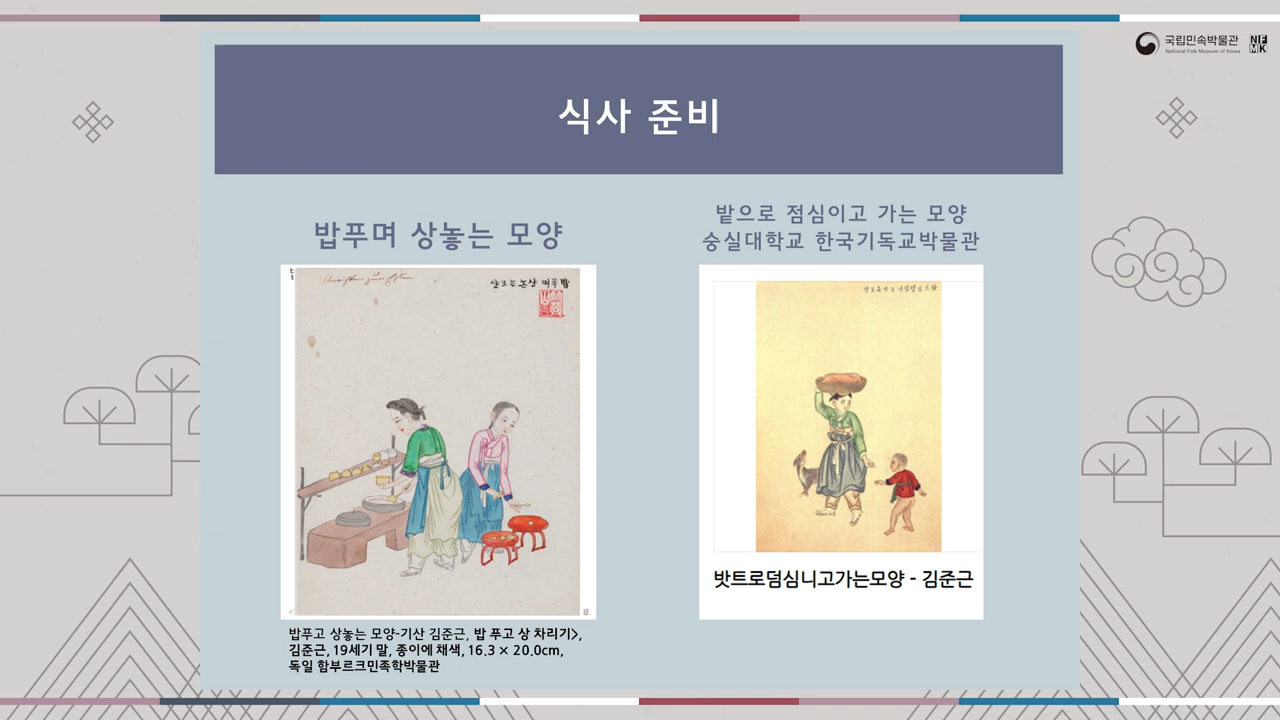 국립민속박물관
National Folk Museum of Korea
NF
MK
식사 준비
밥푸며 상놓는 모양
밭으로 점심이고 가는 모양
숭실대학교 한국기독교박물관
밧트로덤심니고가는모양 - 김준근
밥푸고 상놓는 모양-기산 김준근, 밥 푸고 상 차리기>,
김준근, 19세기 말, 종이에 채색, 16.3 × 20.0cm,
독일 함부르크민족학박물관